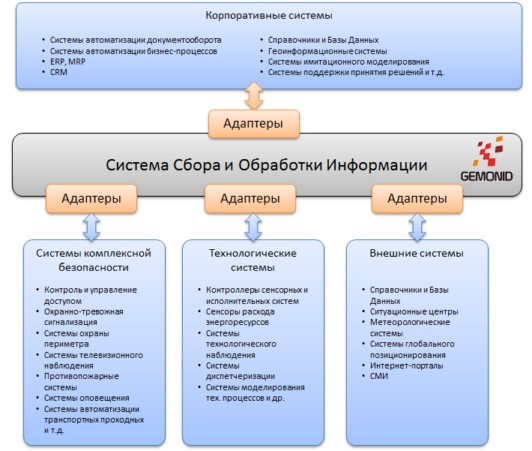 Корпоративные системы
• Системы автоматизации документооборота
• Системы автоматизации бизнес-процессов
• ERP, MRP
• CRM
• Справочники и Базы Данных
• Геоинформационные системы
• Системы имитационного моделирования
• Системы поддержки принятия решений и т.д.
Адаптеры
Система Сбора и Обработки Информации
GEMONID
Адаптеры
Адаптеры
Адаптеры
Системы комплексной
безопасности
• Контроль и управление
доступом
• Охранно-тревожная
сигнализация
• Системы охраны
периметра
• Системы телевизионного
наблюдения
• Противопожарные
системы
• Системы оповещения
• Системы автоматизации
транспортных проходных
и т.д.
Технологические
системы
• Контроллеры сенсорных и
исполнительных систем
• Сенсоры расхода
энергоресурсов
• Системы
технологического
наблюдения
• Системы
диспетчеризации
• Системы моделирования
тех. процессов и др.
Внешние системы
• Справочники и Базы
Данных
• Ситуационные центры
• Метеорологические
системы
• Системы глобального
позиционирования
• Интернет-порталы
• СМИ